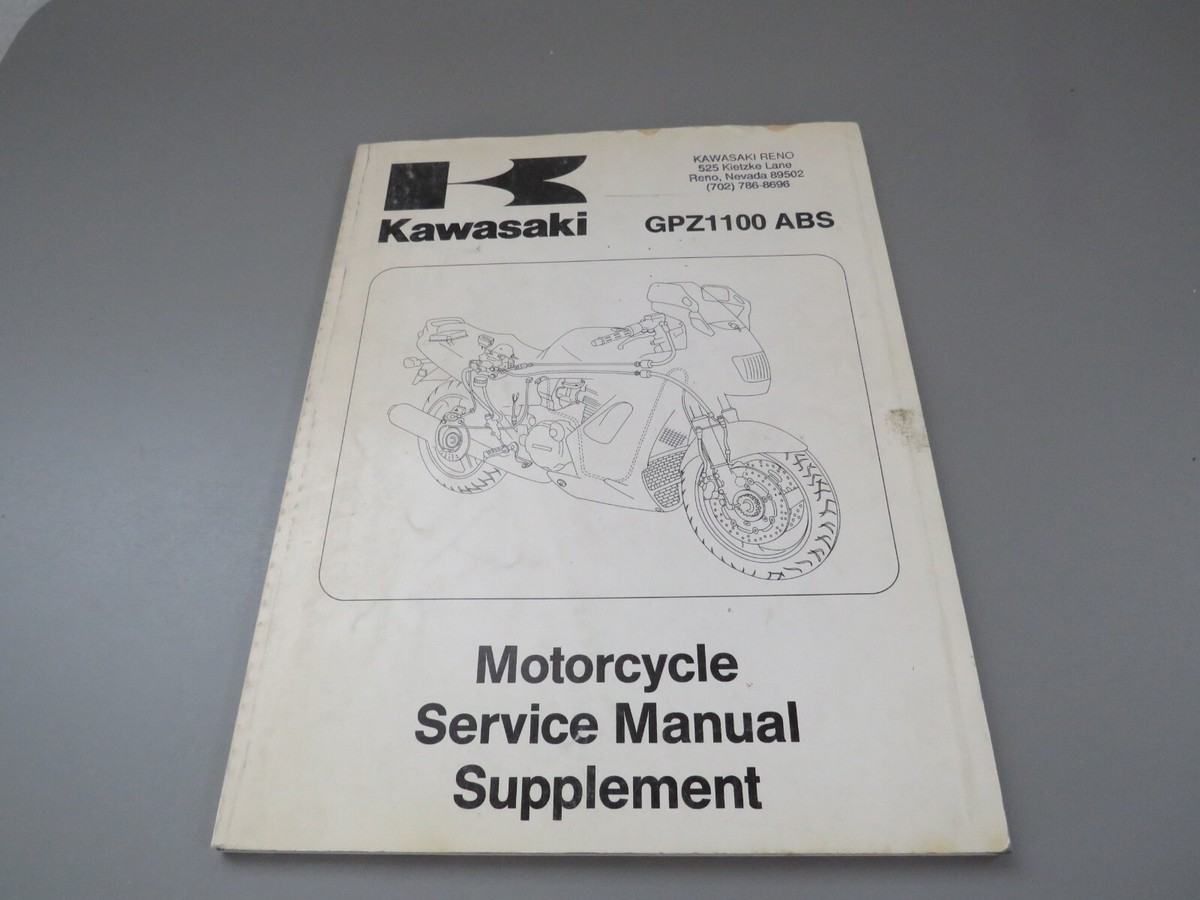 KAWASAKI RENO
525 Kietzke Lane
Reno, Nevada 89502
(702) 786-8696
Kawasaki
GPZ1100 ABS
Motorcycle
Service Manual
Supplement